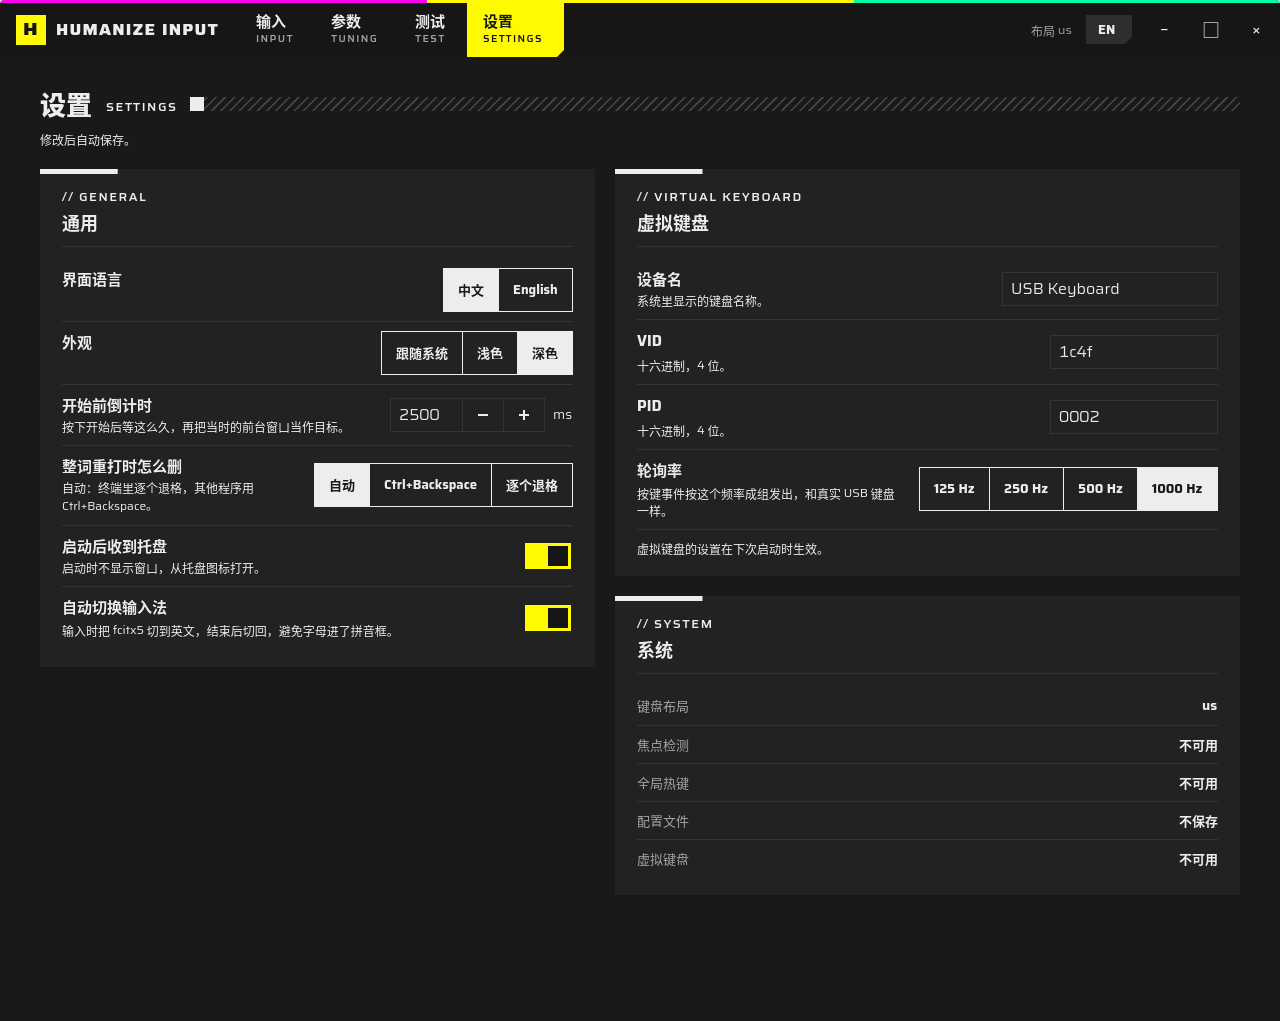 H HUMANIZE INPUT
输入
INPUT
参数
TUNING
测试
TEST
设置
SETTINGS
布局 us
EN
设置 SETTINGS
修改后自动保存。
// GENERAL
通用
界面语言
中文 English
外观
跟随系统 浅色 深色
开始前倒计时
按下开始后等这么久，再把当时的前台窗口当作目标。
2500 − + ms
整词重打时怎么删
自动：终端里逐个退格，其他程序用
Ctrl+Backspace。
自动 Ctrl+Backspace 逐个退格
启动后收到托盘
启动时不显示窗口，从托盘图标打开。
自动切换输入法
输入时把 fcitx5 切到英文，结束后切回，避免字母进了拼音框。
// VIRTUAL KEYBOARD
虚拟键盘
设备名
系统里显示的键盘名称。
USB Keyboard
VID
十六进制，4 位。
1c4f
PID
十六进制，4 位。
0002
轮询率
按键事件按这个频率成组发出，和真实 USB 键盘
一样。
125 Hz 250 Hz 500 Hz 1000 Hz
虚拟键盘的设置在下次启动时生效。
// SYSTEM
系统
键盘布局 us
焦点检测 不可用
全局热键 不可用
配置文件 不保存
虚拟键盘 不可用